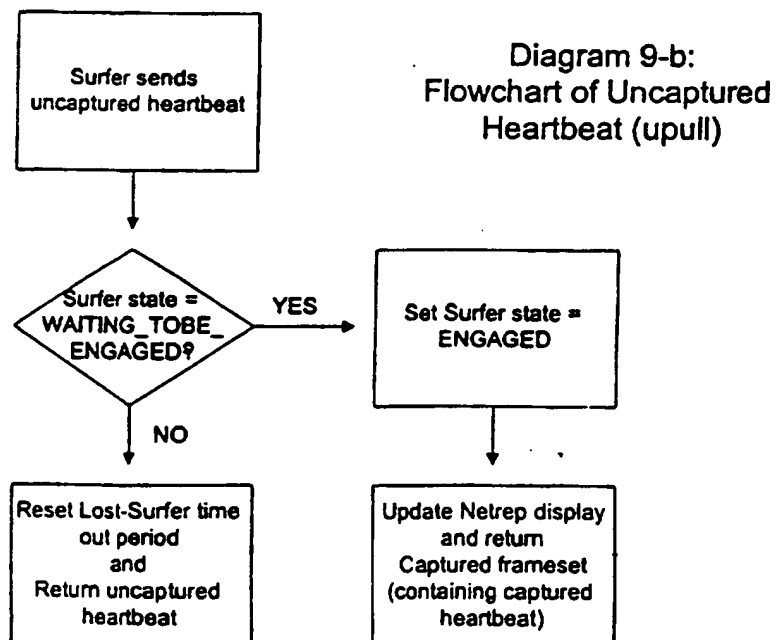 Diagram 9-b:
Flowchart of Uncaptured
Heartbeat (upull)
Surfer sends
uncaptured heartbeat
Surfer state =
WAITING_TOBE_
ENGAGED?
YES
Set Surfer state =
ENGAGED
NO
Reset Lost-Surfer time
out period
and
Return uncaptured
heartbeat
Update Netrep display
and return
Captured frameset
(containing captured
heartbeat)